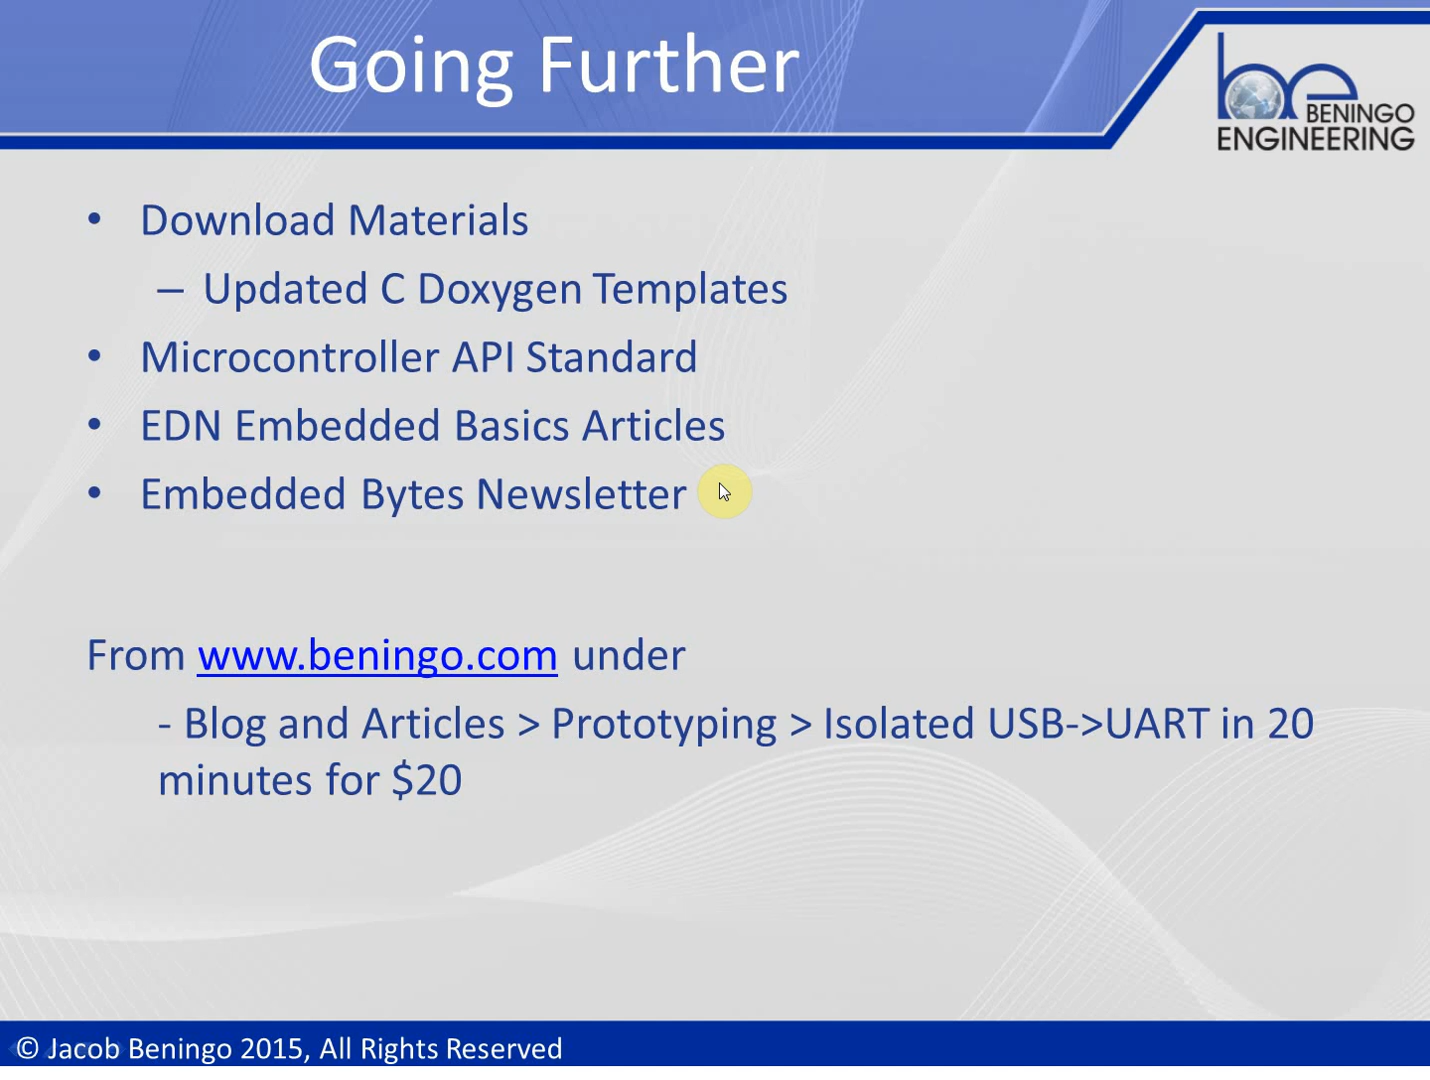 Going Further
be
BENINGO
ENGINEERING
• Download Materials
– Updated C Doxygen Templates
• Microcontroller API Standard
• EDN Embedded Basics Articles
• Embedded Bytes Newsletter
From www.beningo.com under
- Blog and Articles > Prototyping > Isolated USB->UART in 20
minutes for $20
© Jacob Beningo 2015, All Rights Reserved